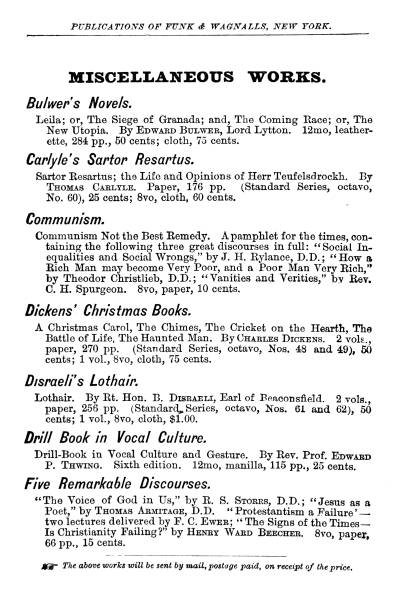 PUBLICATIONS OF FUNK & WAGNALLS, NEW YORK.
MISCELLANEOUS WORKS.
Bulwer's Novels.
Leila; or, The Siege of Granada; and, The Coming Race; or, The
New Utopia. By EDWARD BULWER, Lord Lytton. 12mo, leather-
ette, 284 pp., 50 cents; cloth, 75 cents.
Carlyle's Sartor Resartus.
Sartor Resartus; the Life and Opinions of Herr Teufelsdrockh. By
THOMAS CARLYLE. Paper, 176 pp. (Standard Series, octavo,
No. 60), 25 cents; 8vo, cloth, 60 cents.
Communism.
Communism Not the Best Remedy. A pamphlet for the times, con-
taining the following three great discourses in full: "Social In-
equalities and Social Wrongs," by J. H. Rylance, D.D.; "How a
Rich Man may become Very Poor, and a Poor Man Very Rich,"
by Theodor Christlieb, D.D.; "Vanities and Verities," by Rev.
C. H. Spurgeon. 8vo, paper, 10 cents.
Dickens' Christmas Books.
A Christmas Carol, The Chimes, The Cricket on the Hearth, The
Battle of Life, The Haunted Man. By CHARLES DICKENS. 2 vols.,
paper, 270 pp. (Standard Series, octavo, Nos. 48 and 49), 50
cents; 1 vol., 8vo, cloth, 75 cents.
Disraeli's Lothair.
Lothair. By Rt. Hon. B. DISRAELI, Earl of Beaconsfield. 2 vols.,
paper, 256 pp. (Standard Series, octavo, Nos. 61 and 62), 50
cents; 1 vol., 8vo, cloth, $1.00.
Drill Book in Vocal Culture.
Drill-Book in Vocal Culture and Gesture. By Rev. Prof. EDWARD
P. THWING. Sixth edition. 12mo, manilla, 115 pp., 25 cents.
Five Remarkable Discourses.
"The Voice of God in Us," by R. S. STORRS, D.D.; "Jesus as a
Poet," by THOMAS ARMITAGE, D.D. "Protestantism a Failure'—
two lectures delivered by F. C. EWER; "The Signs of the Times—
Is Christianity Failing?" by HENRY WARD BEECHER. 8vo, paper,
66 pp., 15 cents.
☞ The above works will be sent by mail, postage paid, on receipt of the price.